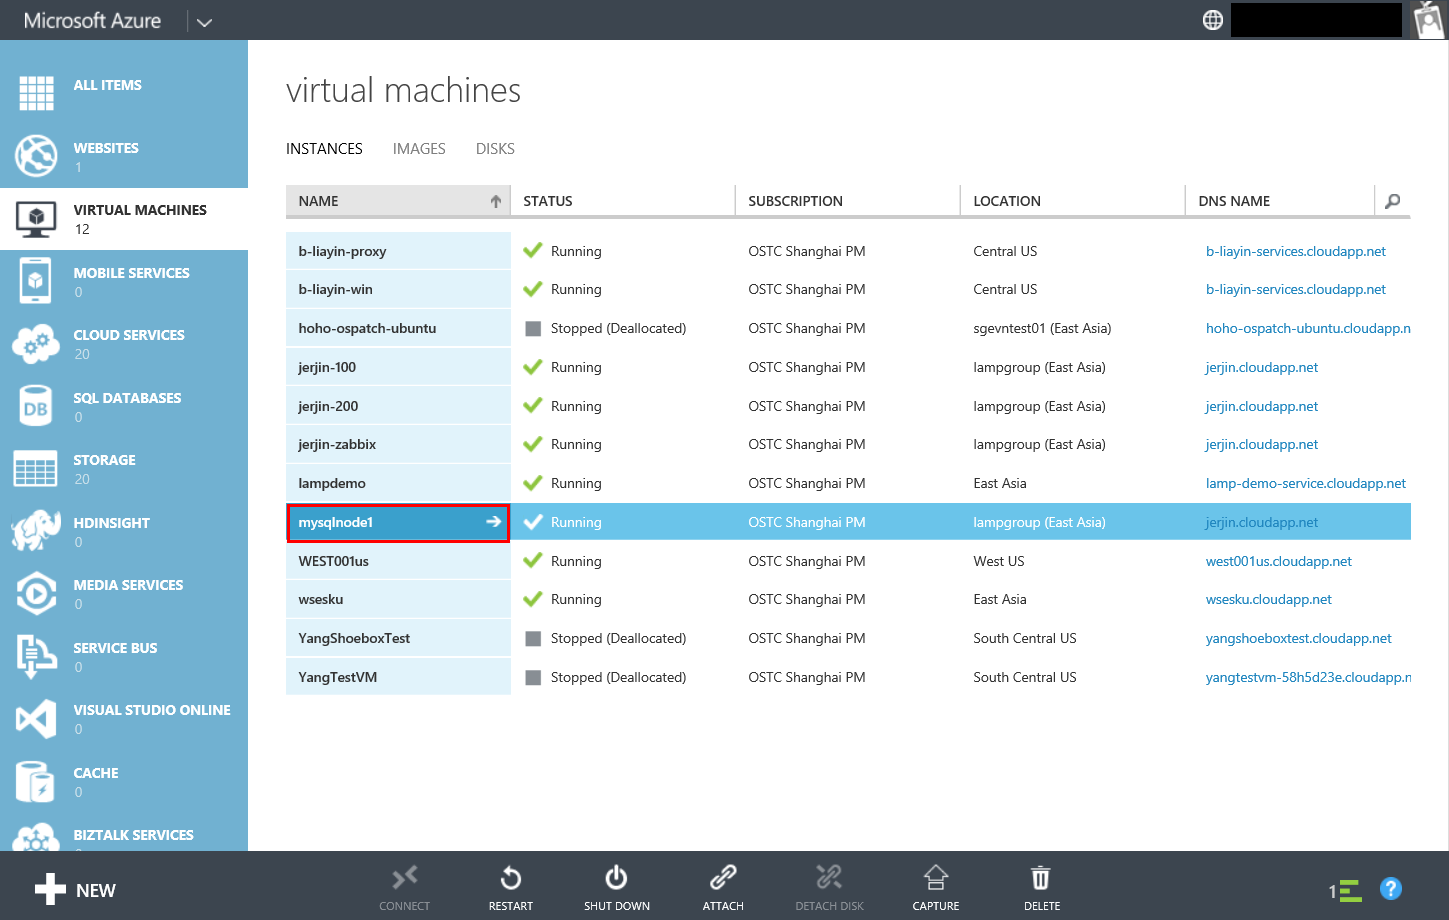 Microsoft Azure
ALL ITEMS
WEBSITES
1
VIRTUAL MACHINES
12
MOBILE SERVICES
0
CLOUD SERVICES
20
SQL DATABASES
0
DB
STORAGE
20
HDINSIGHT
0
MEDIA SERVICES
0
SERVICE BUS
0
VISUAL STUDIO ONLINE
0
CACHE
0
BIZTALK SERVICES
virtual machines
INSTANCES IMAGES DISKS
NAME STATUS SUBSCRIPTION LOCATION DNS NAME
b-liayin-proxy Running OSTC Shanghai PM Central US b-liayin-services.cloudapp.net
b-liayin-win Running OSTC Shanghai PM Central US b-liayin-services.cloudapp.net
hoho-ospatch-ubuntu Stopped (Deallocated) OSTC Shanghai PM sgevntest01 (East Asia) hoho-ospatch-ubuntu.cloudapp.n
jerjin-100 Running OSTC Shanghai PM lampgroup (East Asia) jerjin.cloudapp.net
jerjin-200 Running OSTC Shanghai PM lampgroup (East Asia) jerjin.cloudapp.net
jerjin-zabbix Running OSTC Shanghai PM lampgroup (East Asia) jerjin.cloudapp.net
lampdemo Running OSTC Shanghai PM East Asia lamp-demo-service.cloudapp.net
mysqlnode1 Running OSTC Shanghai PM lampgroup (East Asia) jerjin.cloudapp.net
WEST001us Running OSTC Shanghai PM West US west001us.cloudapp.net
wsesku Running OSTC Shanghai PM East Asia wsesku.cloudapp.net
YangShoeboxTest Stopped (Deallocated) OSTC Shanghai PM South Central US yangshoeboxtest.cloudapp.net
YangTestVM Stopped (Deallocated) OSTC Shanghai PM South Central US yangtestvm-58h5d23e.cloudapp.n
NEW
CONNECT RESTART SHUT DOWN ATTACH DETACH DISK CAPTURE DELETE
1 ?